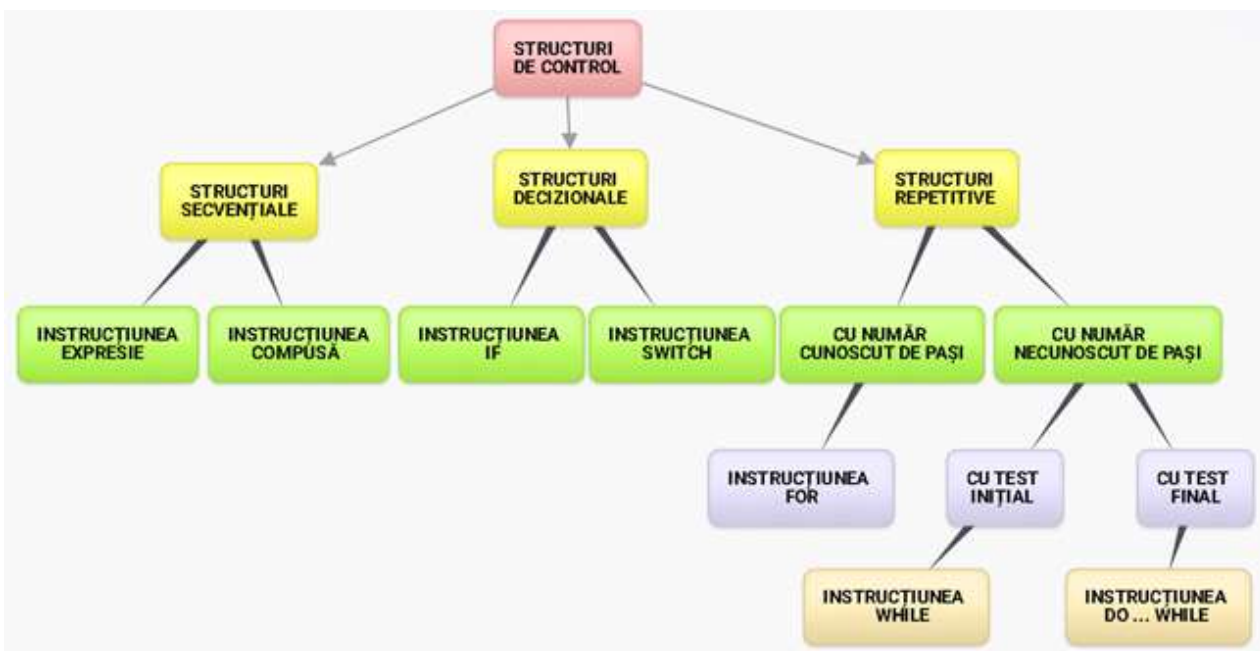 STRUCTURI
DE CONTROL
STRUCTURI
SECVENȚIALE
STRUCTURI
DECIZIONALE
STRUCTURI
REPETITIVE
INSTRUCȚIUNEA
EXPRESIE
INSTRUCȚIUNEA
COMPUSĂ
INSTRUCȚIUNEA
IF
INSTRUCȚIUNEA
SWITCH
CU NUMĂR
CUNOSCUT DE PAȘI
CU NUMĂR
NECUNOSCUT DE PAȘI
INSTRUCȚIUNEA
FOR
CU TEST
INIȚIAL
CU TEST
FINAL
INSTRUCȚIUNEA
WHILE
INSTRUCȚIUNEA
DO ... WHILE